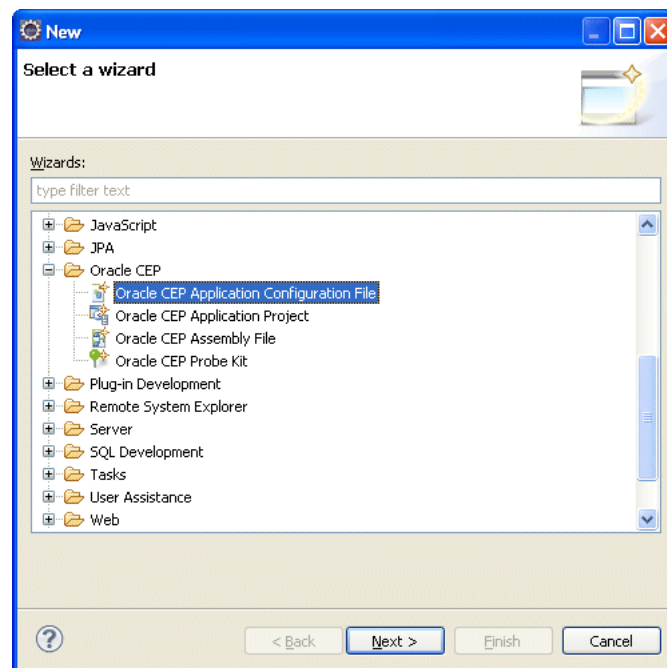 New
Select a wizard
Wizards:
type filter text
JavaScript
JPA
Oracle CEP
Oracle CEP Application Configuration File
Oracle CEP Application Project
Oracle CEP Assembly File
Oracle CEP Probe Kit
Plug-in Development
Remote System Explorer
Server
SQL Development
Tasks
User Assistance
Web
? < Back Next > Finish Cancel